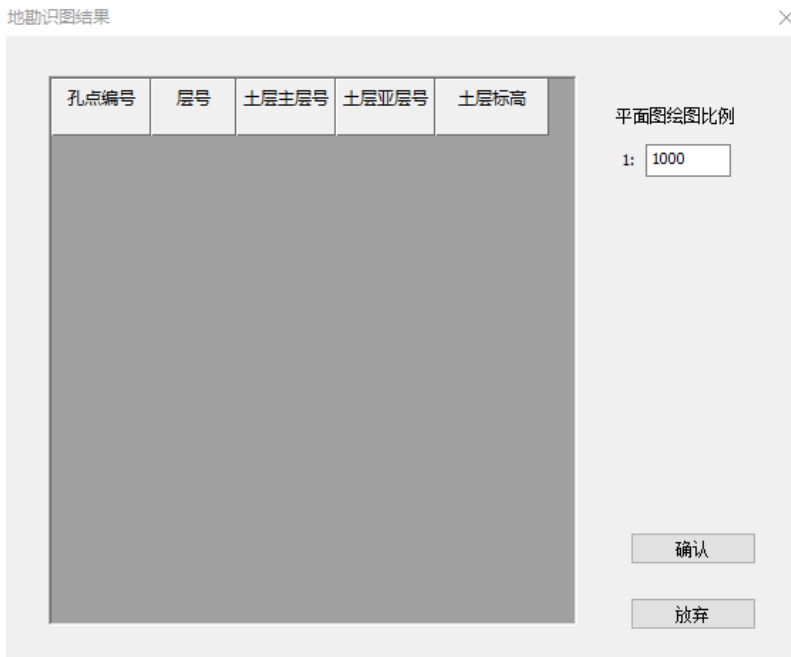 地勘识图结果
孔点编号 层号 土层主层号 土层亚层号 土层标高
平面图绘图比例
1: 1000
确认
放弃